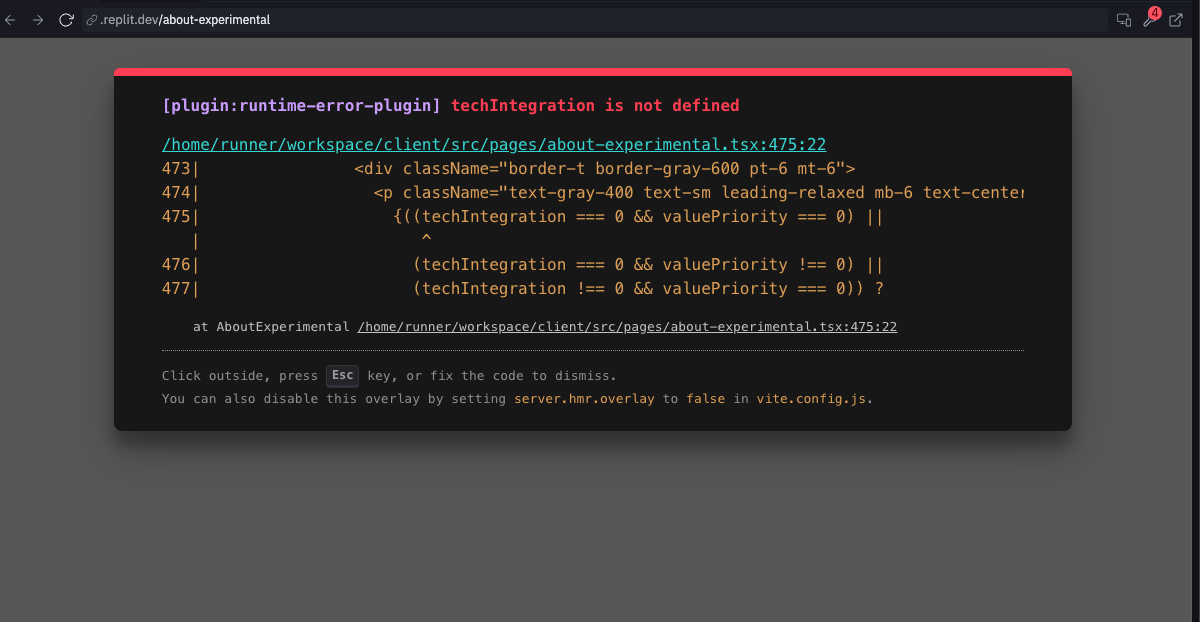 .replit.dev/about-experimental
4
[plugin:runtime-error-plugin] techIntegration is not defined
/home/runner/workspace/client/src/pages/about-experimental.tsx:475:22
473|                <div className="border-t border-gray-600 pt-6 mt-6">
474|                  <p className="text-gray-400 text-sm leading-relaxed mb-6 text-center
475|                    {((techIntegration === 0 && valuePriority === 0) ||
   |                       ^
476|                      (techIntegration === 0 && valuePriority !== 0) ||
477|                      (techIntegration !== 0 && valuePriority === 0)) ?
at AboutExperimental /home/runner/workspace/client/src/pages/about-experimental.tsx:475:22
Click outside, press Esc key, or fix the code to dismiss.
You can also disable this overlay by setting server.hmr.overlay to false in vite.config.js.